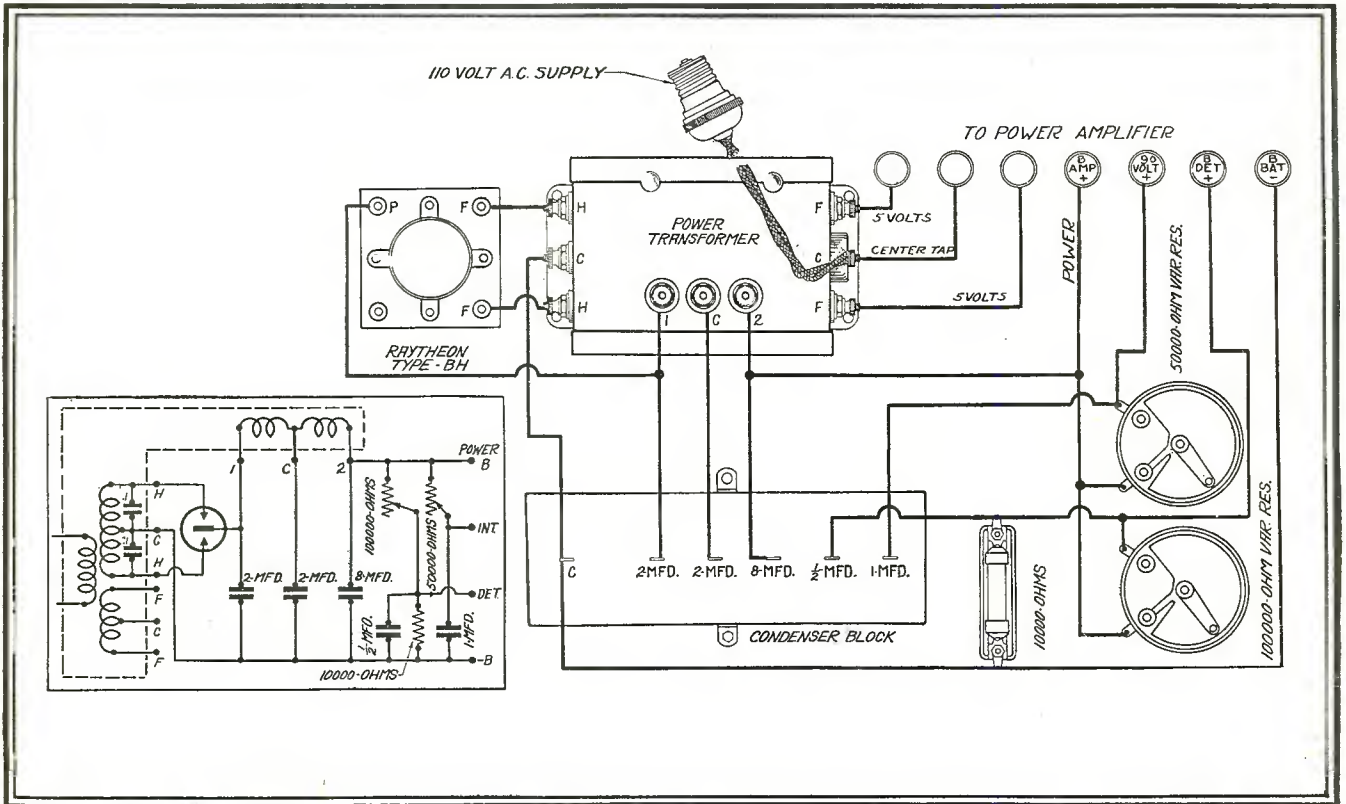 110 VOLT A.C. SUPPLY
TO POWER AMPLIFIER
B AMP +
90 VOLT +
B DET +
B BAT -
P
F
H
POWER TRANSFORMER
F
5 VOLTS
C
C
CENTER TAP
F
H
F
5 VOLTS
1
C
2
POWER
50000-OHM VAR. RES.
RAYTHEON
TYPE-BH
1
C
2
POWER
B
H
.1
C
.1
H
100000-OHMS
50000-OHMS
INT.
2-MFD.
2-MFD.
8-MFD.
DET.
F
C
F
½-MFD.
1-MFD.
-B
10000-OHMS
C
2-MFD.
2-MFD.
8-MFD.
½-MFD.
1-MFD.
CONDENSER BLOCK
10000-OHMS
100000-OHM VAR. RES.